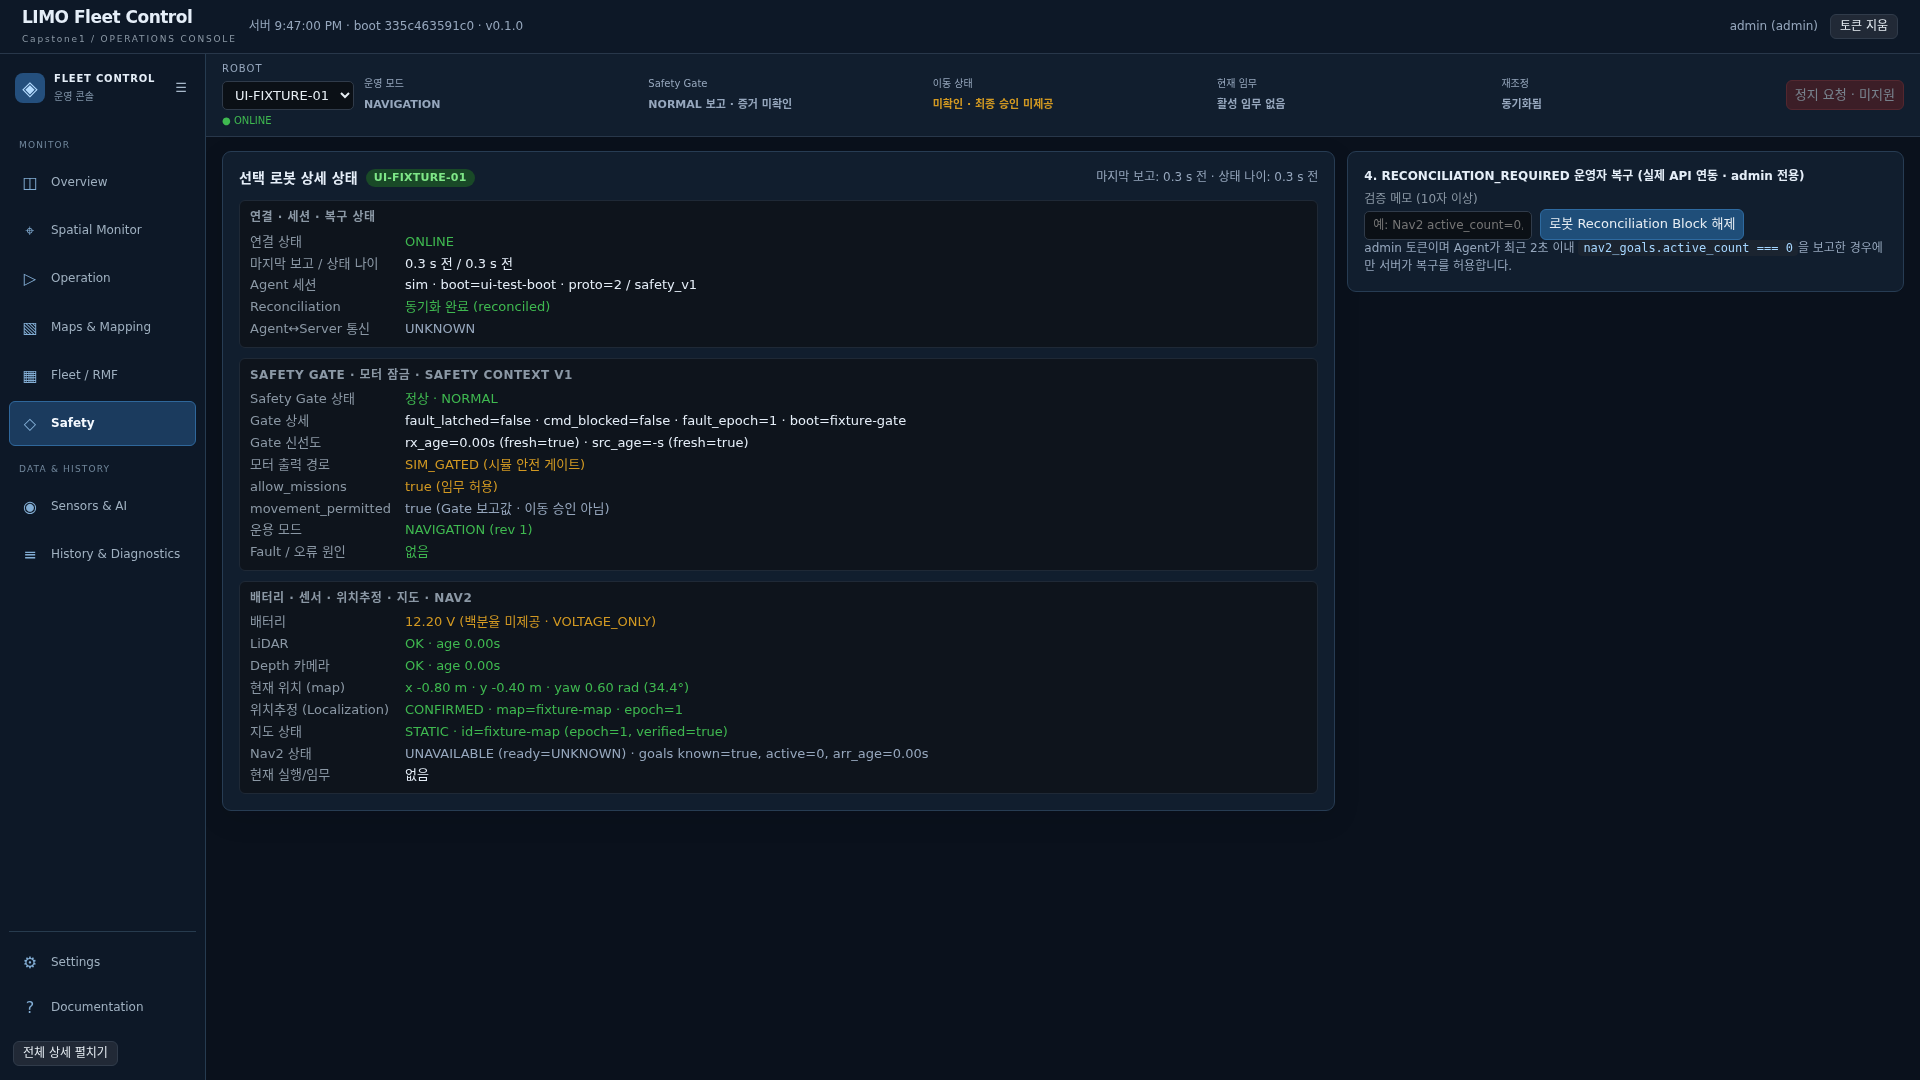 LIMO Fleet Control
Capstone1 / OPERATIONS CONSOLE
서버 9:47:00 PM · boot 335c463591c0 · v0.1.0
admin (admin)
토큰 지움
FLEET CONTROL
운영 콘솔
MONITOR
Overview
Spatial Monitor
Operation
Maps & Mapping
Fleet / RMF
Safety
DATA & HISTORY
Sensors & AI
History & Diagnostics
Settings
Documentation
전체 상세 펼치기
ROBOT
UI-FIXTURE-01
ONLINE
운영 모드
NAVIGATION
Safety Gate
NORMAL 보고 · 증거 미확인
이동 상태
미확인 · 최종 승인 미제공
현재 임무
활성 임무 없음
재조정
동기화됨
정지 요청 · 미지원
선택 로봇 상세 상태 UI-FIXTURE-01
마지막 보고: 0.3 s 전 · 상태 나이: 0.3 s 전
연결 · 세션 · 복구 상태
연결 상태 ONLINE
마지막 보고 / 상태 나이 0.3 s 전 / 0.3 s 전
Agent 세션 sim · boot=ui-test-boot · proto=2 / safety_v1
Reconciliation 동기화 완료 (reconciled)
Agent↔Server 통신 UNKNOWN
SAFETY GATE · 모터 잠금 · SAFETY CONTEXT V1
Safety Gate 상태 정상 · NORMAL
Gate 상세 fault_latched=false · cmd_blocked=false · fault_epoch=1 · boot=fixture-gate
Gate 신선도 rx_age=0.00s (fresh=true) · src_age=-s (fresh=true)
모터 출력 경로 SIM_GATED (시뮬 안전 게이트)
allow_missions true (임무 허용)
movement_permitted true (Gate 보고값 · 이동 승인 아님)
운용 모드 NAVIGATION (rev 1)
Fault / 오류 원인 없음
배터리 · 센서 · 위치추정 · 지도 · NAV2
배터리 12.20 V (백분율 미제공 · VOLTAGE_ONLY)
LiDAR OK · age 0.00s
Depth 카메라 OK · age 0.00s
현재 위치 (map) x -0.80 m · y -0.40 m · yaw 0.60 rad (34.4°)
위치추정 (Localization) CONFIRMED · map=fixture-map · epoch=1
지도 상태 STATIC · id=fixture-map (epoch=1, verified=true)
Nav2 상태 UNAVAILABLE (ready=UNKNOWN) · goals known=true, active=0, arr_age=0.00s
현재 실행/임무 없음
4. RECONCILIATION_REQUIRED 운영자 복구 (실제 API 연동 · admin 전용)
검증 메모 (10자 이상)
예: Nav2 active_count=0,
로봇 Reconciliation Block 해제
admin 토큰이며 Agent가 최근 2초 이내 nav2_goals.active_count === 0 을 보고한 경우에
만 서버가 복구를 허용합니다.